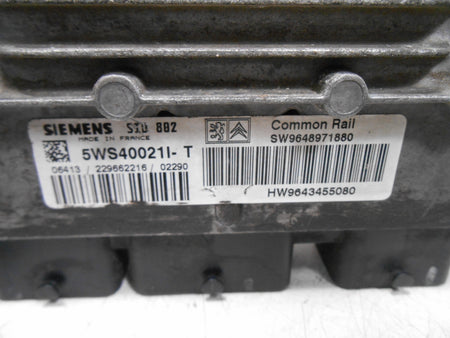 SIEMENS SID 802
MADE IN FRANCE
5WS40021I- T
06413 / 229662216 / 02290
Common Rail
SW9648971880
HW9643455080